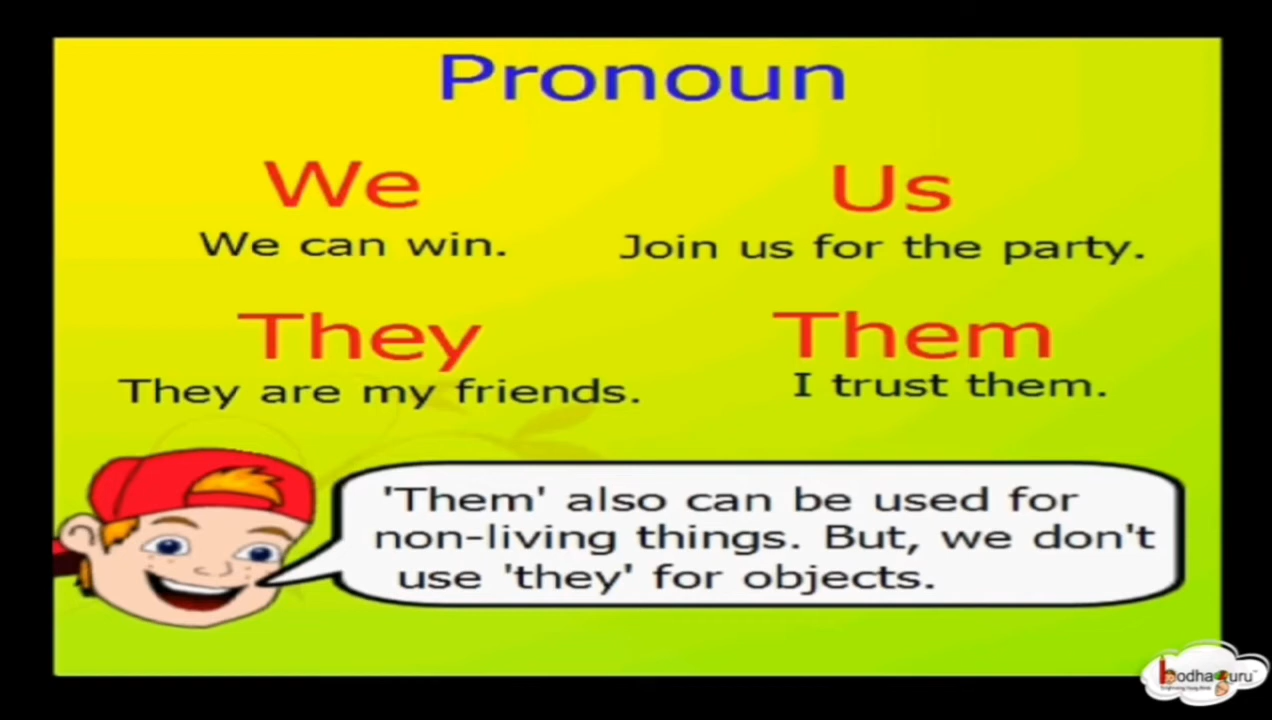 Pronoun
We
Us
We can win.
Join us for the party.
They
Them
They are my friends.
I trust them.
'Them' also can be used for
non-living things. But, we don't
use 'they' for objects.
bodhaguru